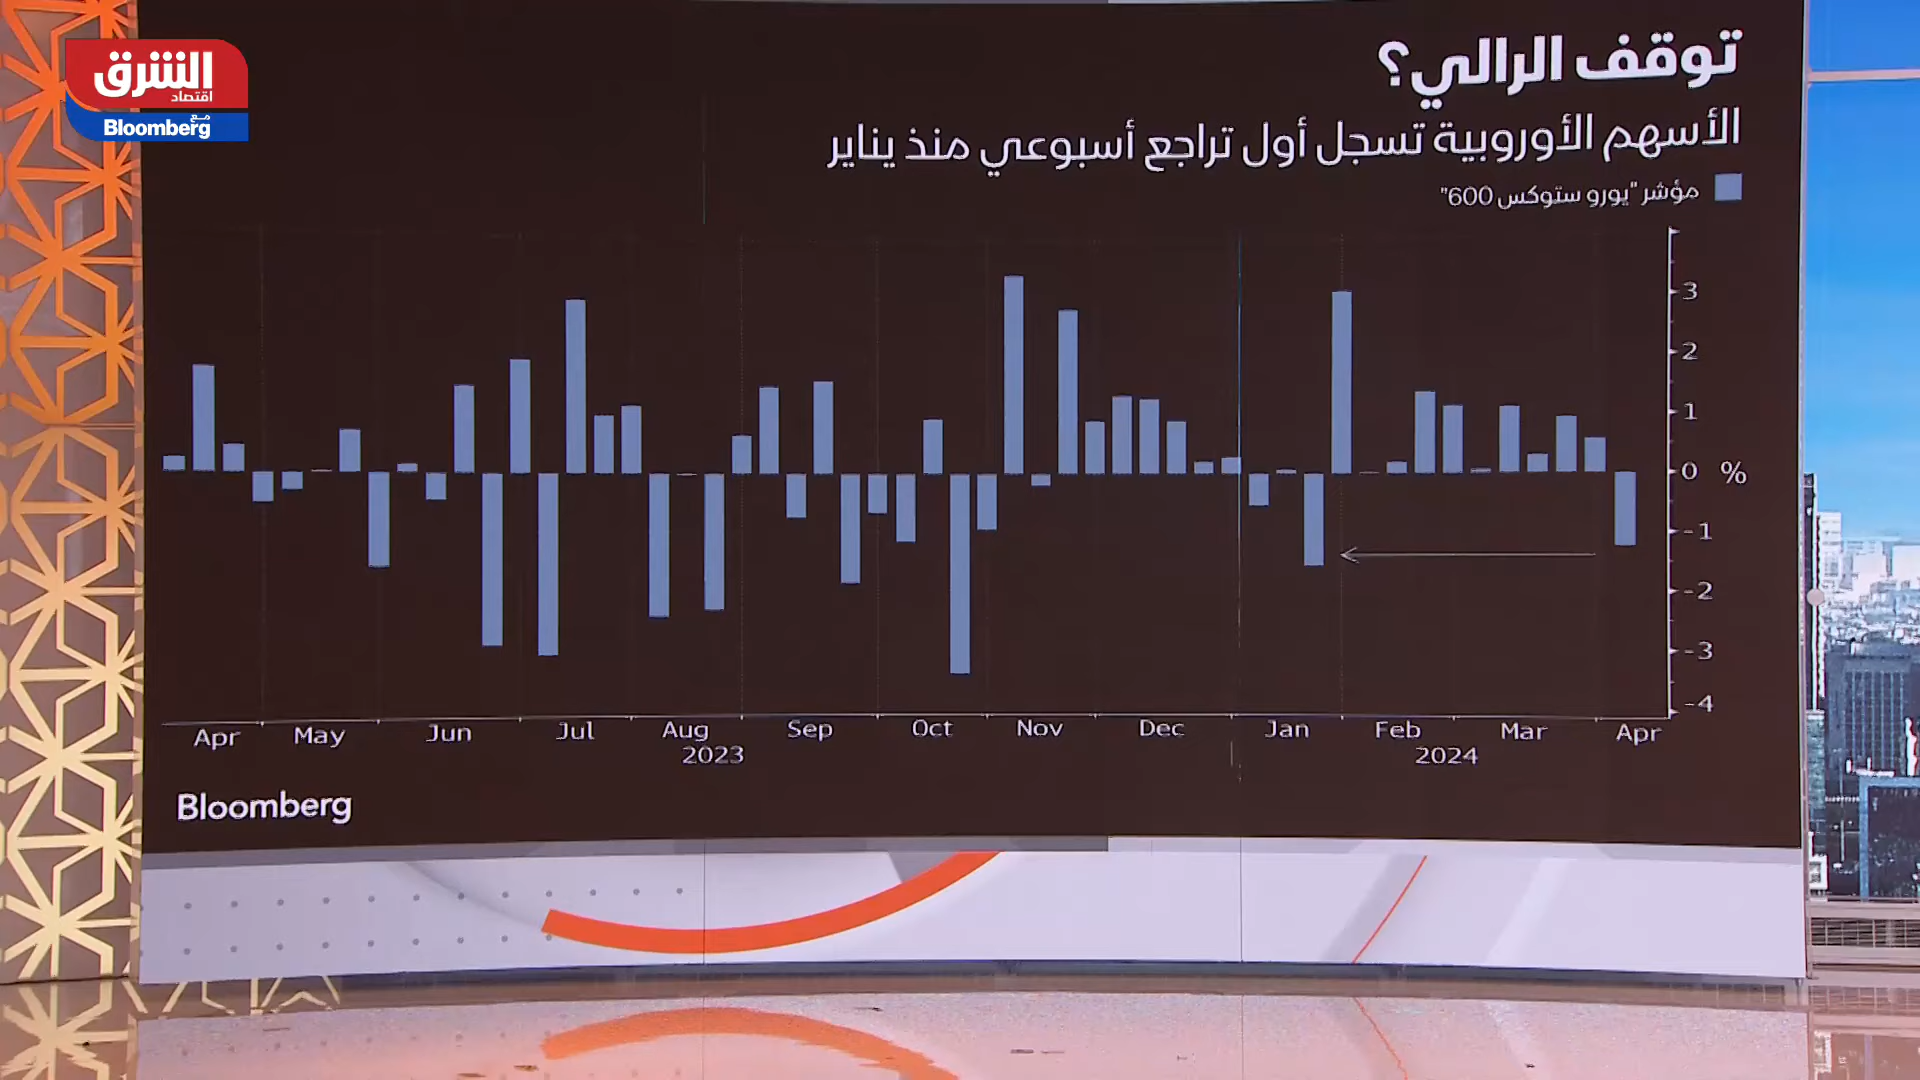 الشرق
اقتصاد
مع
Bloomberg
توقف الرالي؟
الأسهم الأوروبية تسجل أول تراجع أسبوعي منذ يناير
مؤشر "يورو ستوكس 600"
3
2
1
0 %
-1
-2
-3
-4
Apr May Jun Jul Aug Sep Oct Nov Dec Jan Feb Mar Apr
2023 2024
Bloomberg